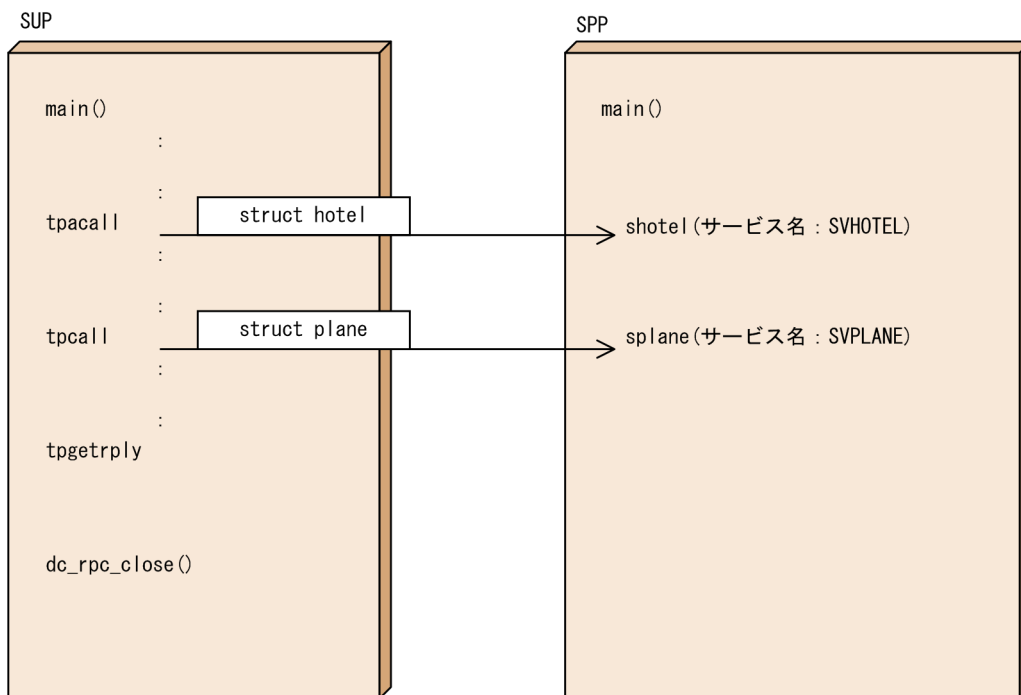 SUP
main()
:
:
tpacall
struct hotel
:
:
tpcall
struct plane
:
:
tpgetrply
dc_rpc_close()
SPP
main()
shotel(サービス名：SVHOTEL)
splane(サービス名：SVPLANE)